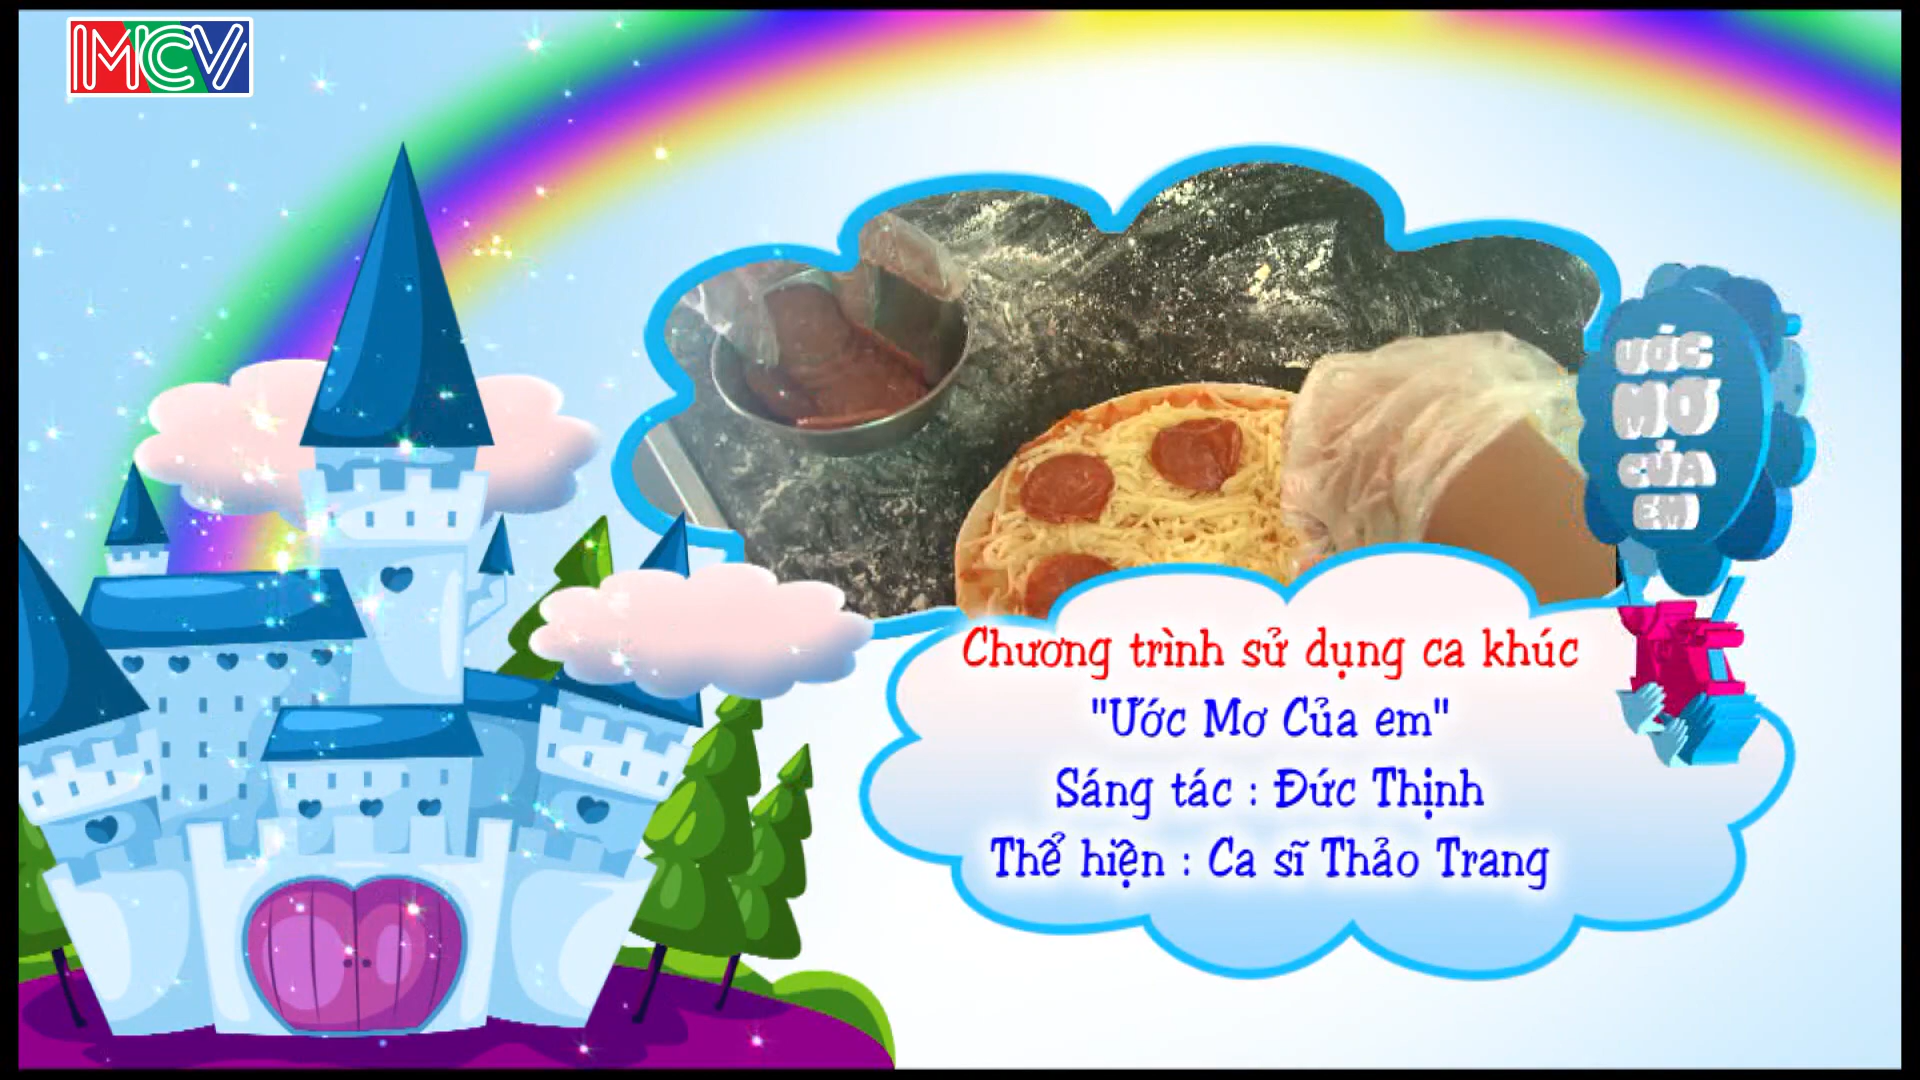 MCV
ƯỚC
MƠ
CỦA
EM
Chương trình sử dụng ca khúc
"Ước Mơ Của em"
Sáng tác : Đức Thịnh
Thể hiện : Ca sĩ Thảo Trang